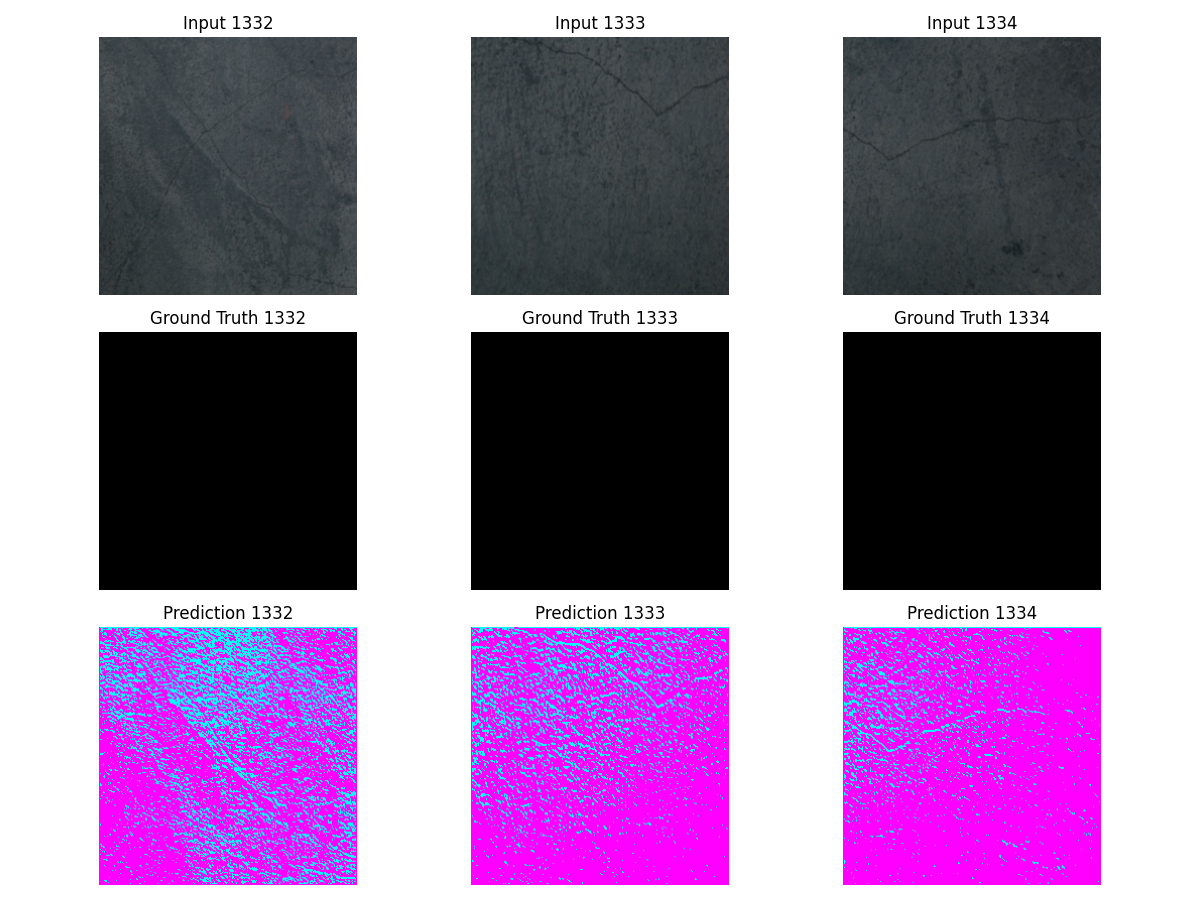 Input 1332
Input 1333
Input 1334
Ground Truth 1332
Ground Truth 1333
Ground Truth 1334
Prediction 1332
Prediction 1333
Prediction 1334